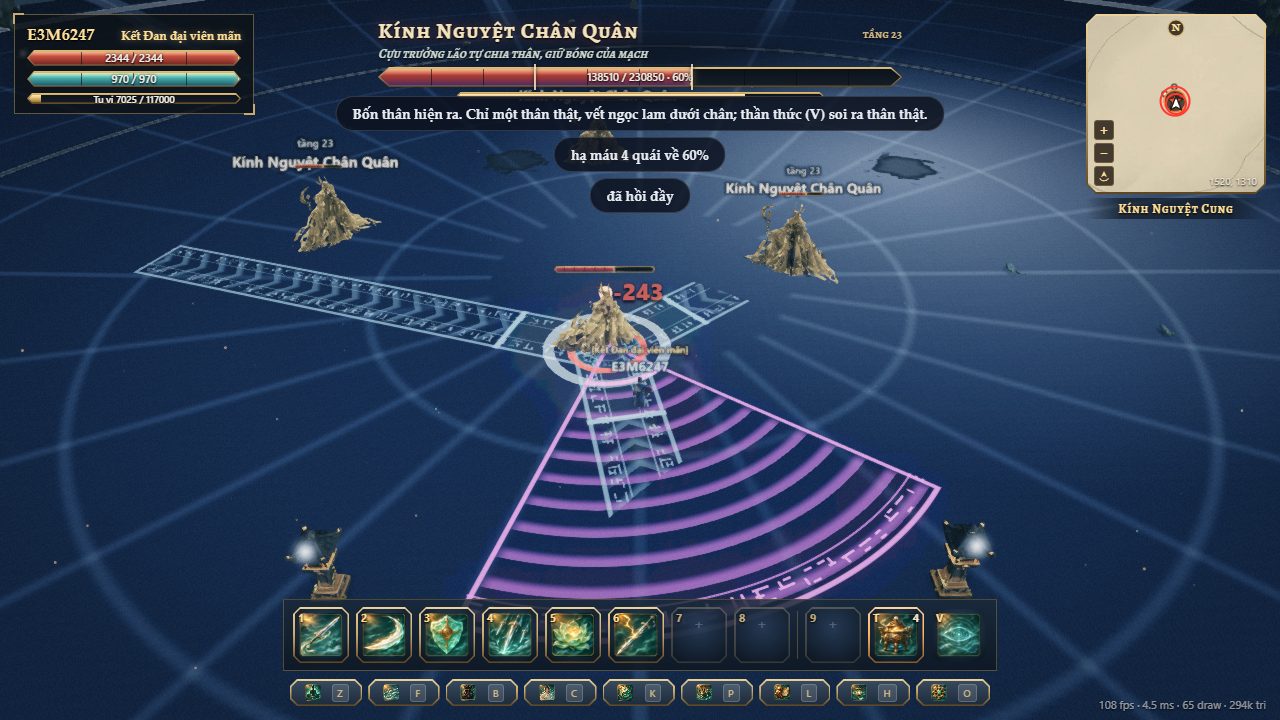 E3M6247
Kết Đan đại viên mãn
2344 / 2344
970 / 970
Tu vi 7025 / 117000
Kính Nguyệt Chân Quân
TẦNG 23
Cựu trưởng lão tự chia thân, giữ bóng của mạch
138510 / 230850 · 60%
Bốn thân hiện ra. Chỉ một thân thật, vết ngọc lam dưới chân; thần thức (V) soi ra thân thật.
hạ máu 4 quái về 60%
đã hồi đầy
N
+
−
1520, 1310
Kính Nguyệt Cung
tầng 23
Kính Nguyệt Chân Quân
tầng 23
Kính Nguyệt Chân Quân
-243
[Kết Đan đại viên mãn]
E3M6247
1 2 3 4 5 6 7 + 8 + 9 + T 4 V
Z F B C K P L H O
108 fps · 4.5 ms · 65 draw · 294k tri